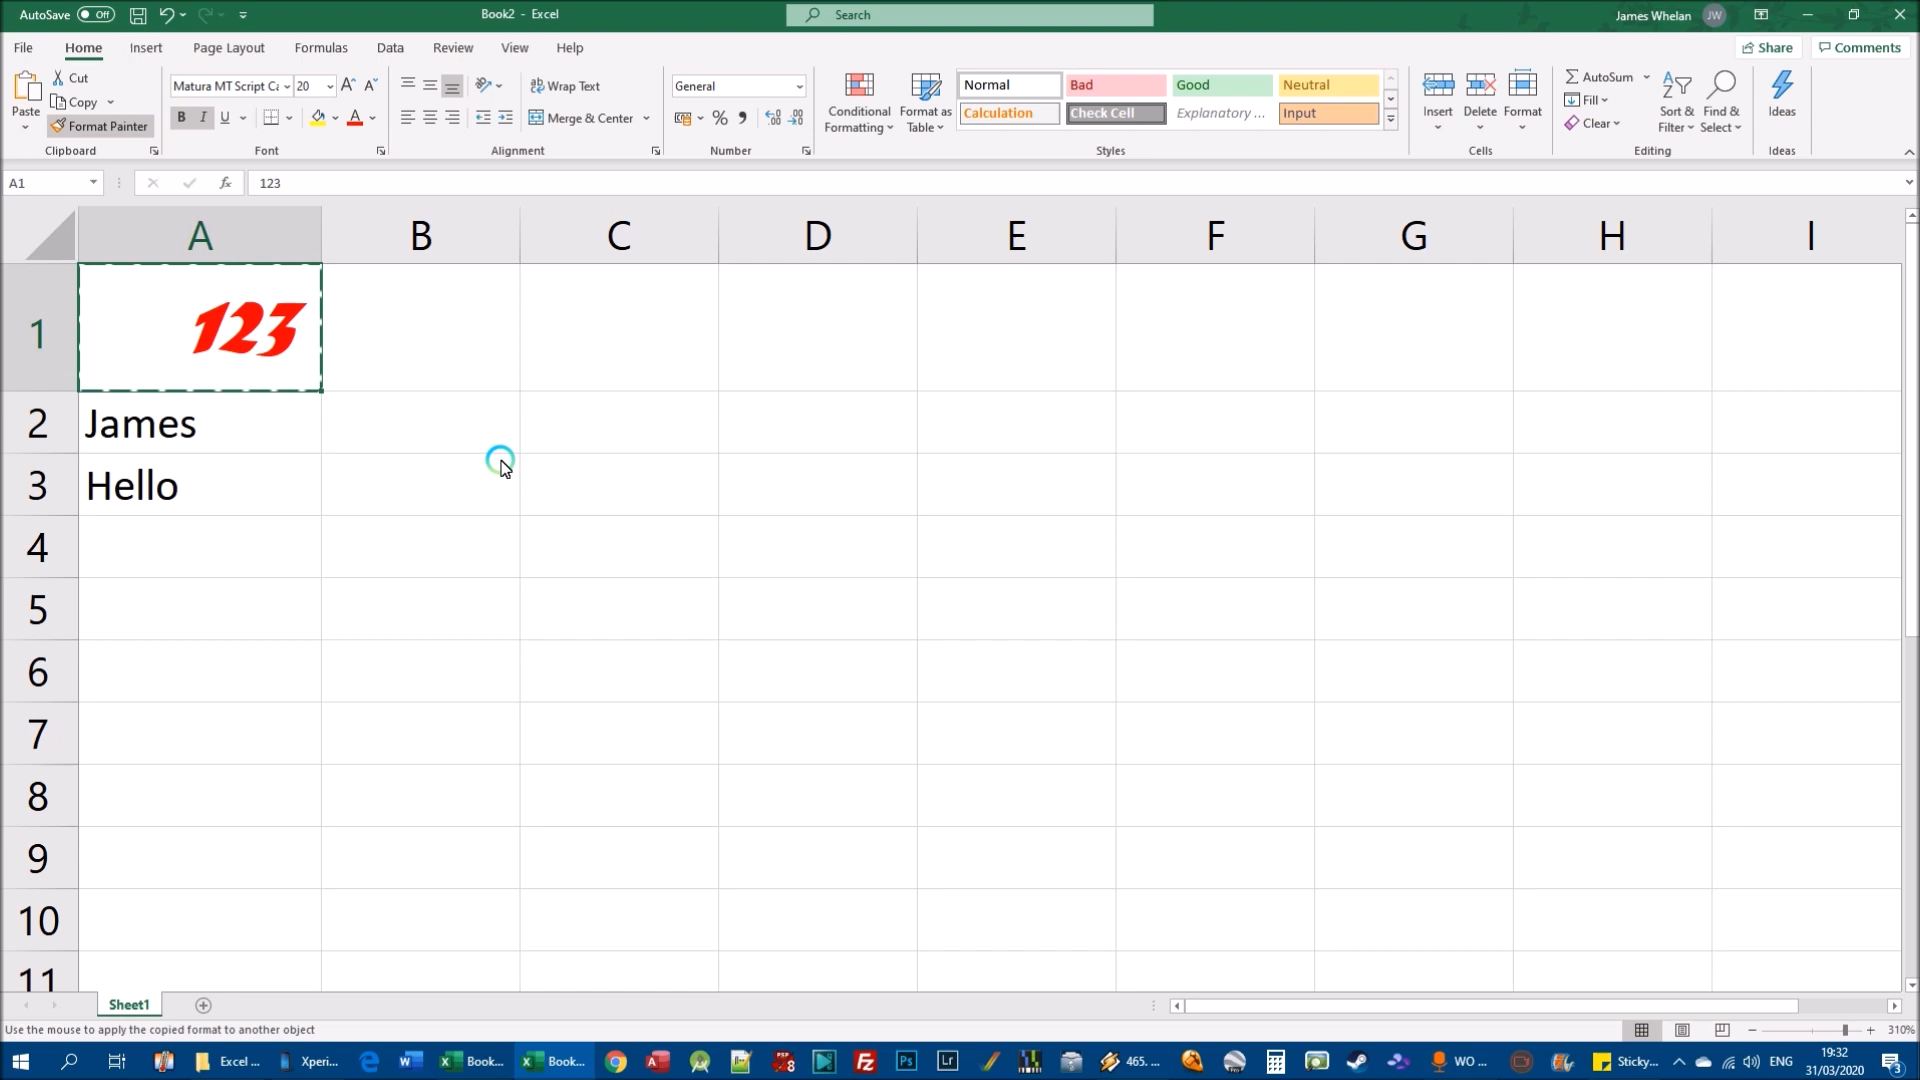 AutoSave Off Book2 - Excel Search James Whelan JW
File Home Insert Page Layout Formulas Data Review View Help Share Comments
Paste Cut Copy Format Painter Clipboard
Matura MT Script Ca 20 A A B I U A Font
Wrap Text Merge & Center Alignment
General % Number
Conditional Formatting Format as Table
Normal Bad Good Neutral
Calculation Check Cell Explanatory ... Input
Styles
Insert Delete Format Cells
AutoSum Fill Clear Sort & Filter Find & Select Editing
Ideas Ideas
A1 fx 123
A B C D E F G H I
1 123
2 James
3 Hello
4
5
6
7
8
9
10
11
Sheet1
Use the mouse to apply the copied format to another object 310%
Excel ... Xperi... Book... Book... 465. ... WO ... Sticky... ENG 19:32
31/03/2020 3